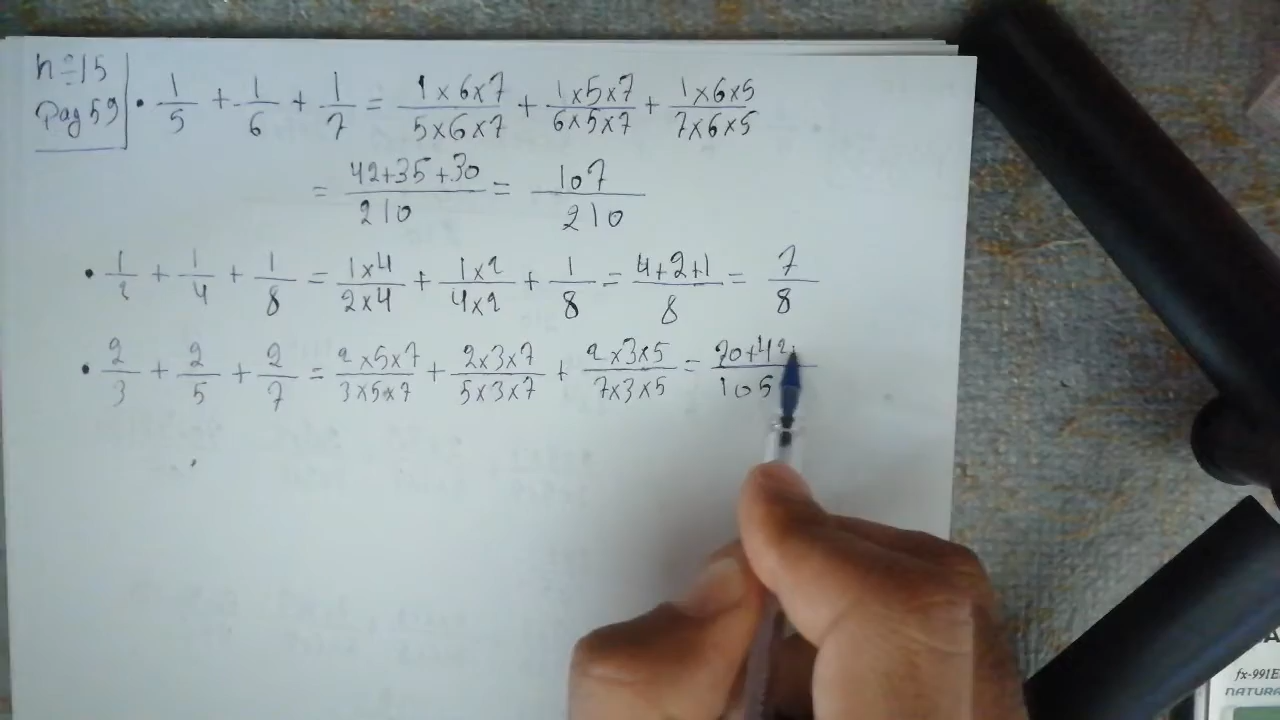 n≗15
Pag 59
• 1/5 + 1/6 + 1/7 = 1×6×7/5×6×7 + 1×5×7/6×5×7 + 1×6×5/7×6×5
= 42+35+30/210 = 107/210
• 1/2 + 1/4 + 1/8 = 1×4/2×4 + 1×2/4×2 + 1/8 = 4+2+1/8 = 7/8
• 2/3 + 2/5 + 2/7 = 2×5×7/3×5×7 + 2×3×7/5×3×7 + 2×3×5/7×3×5 = 70+42+/105
fx-991E
NATURA